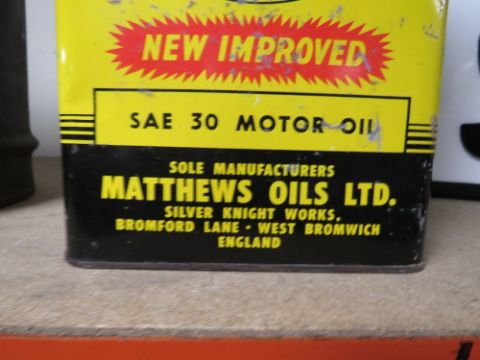 NEW IMPROVED
SAE 30 MOTOR OIL
SOLE MANUFACTURERS
MATTHEWS OILS LTD.
SILVER KNIGHT WORKS,
BROMFORD LANE · WEST BROMWICH
ENGLAND